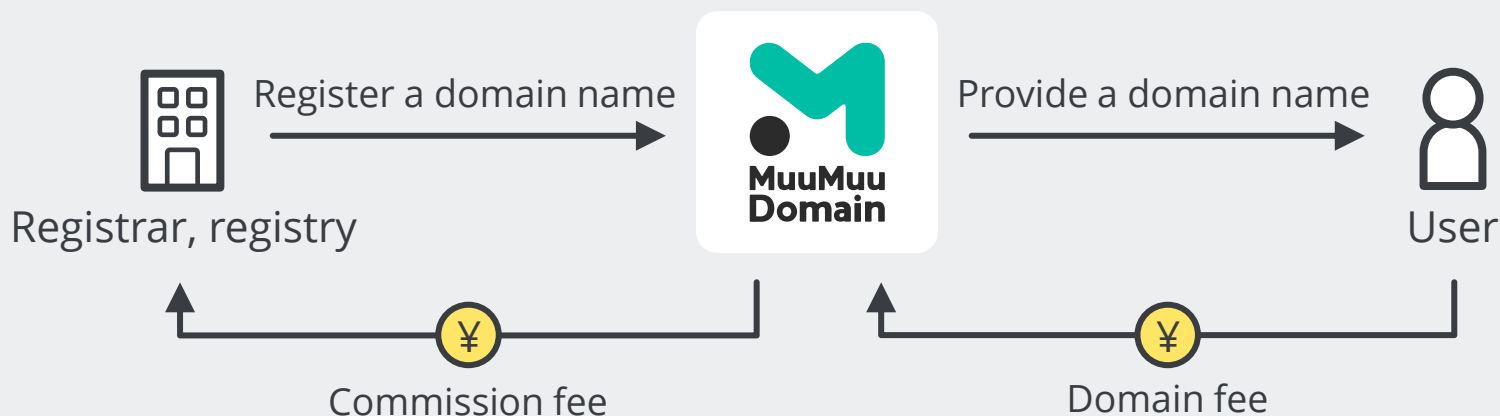 Register a domain name
Provide a domain name
MuuMuu
Domain
Registrar, registry
User
¥
¥
Commission fee
Domain fee